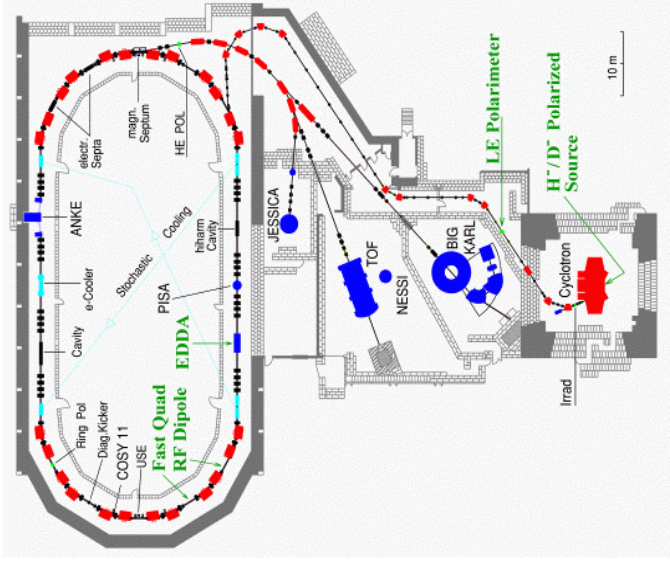 electr.
Septa
magn.
Septum
HE POL
ANKE
Stochastic
Cooling
hiharm
Cavity
e-Cooler
PISA
Cavity
EDDA
Ring Pol
Diag.Kicker
COSY 11
USE
Fast Quad
RF Dipole
JESSICA
TOF
NESSI
BIG
KARL
10 m
LE Polarimeter
H⁻/D⁻ Polarized
Source
Cyclotron
Irrad